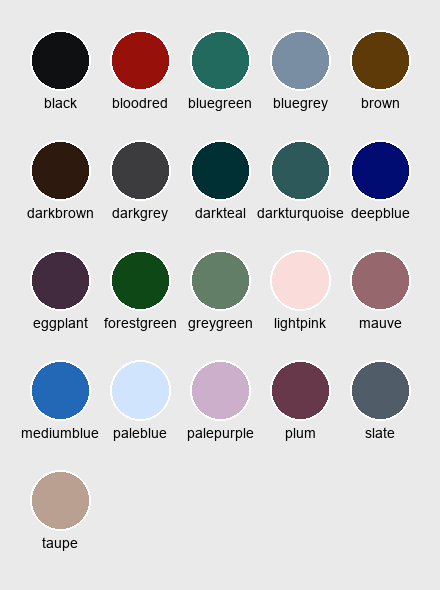 black bloodred bluegreen bluegrey brown
darkbrown darkgrey darkteal darkturquoise deepblue
eggplant forestgreen greygreen lightpink mauve
mediumblue paleblue palepurple plum slate
taupe